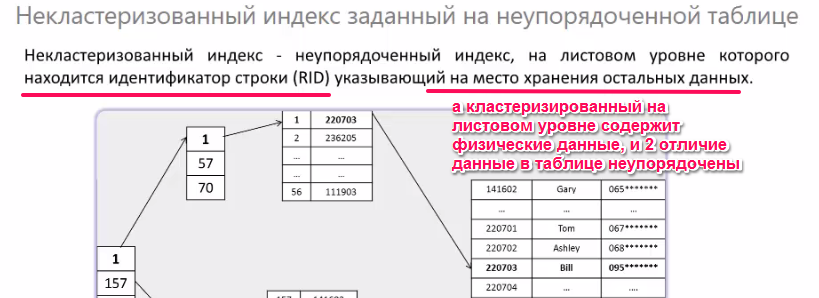 Некластеризованный индекс заданный на неупорядоченной таблице
Некластеризованный индекс - неупорядоченный индекс, на листовом уровне которого
находится идентификатор строки (RID) указывающий на место хранения остальных данных.
а кластеризированный на
листовом уровне содержит
физические данные, и 2 отличие
данные в таблице неупорядочены
1 220703
2 236205
... ...
... ...
56 111903
1
57
70
141602 Gary 065*******
... ... ...
220701 Tom 067*******
220702 Ashley 068*******
220703 Bill 095*******
220704 ... ....
1
157